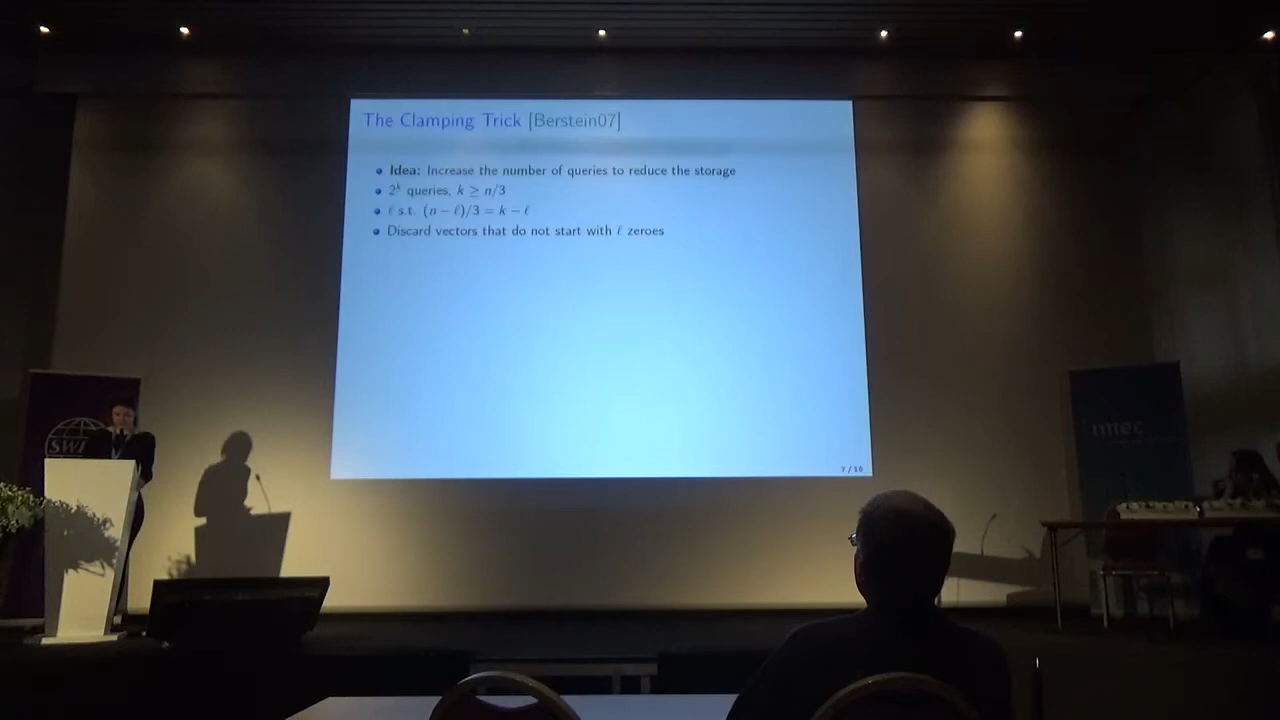 The Clamping Trick [Berstein07]
Idea: Increase the number of queries to reduce the storage
2^k queries, k ≥ n/3
ℓ s.t. (n − ℓ)/3 = k − ℓ
Discard vectors that do not start with ℓ zeroes
7 / 10
imec